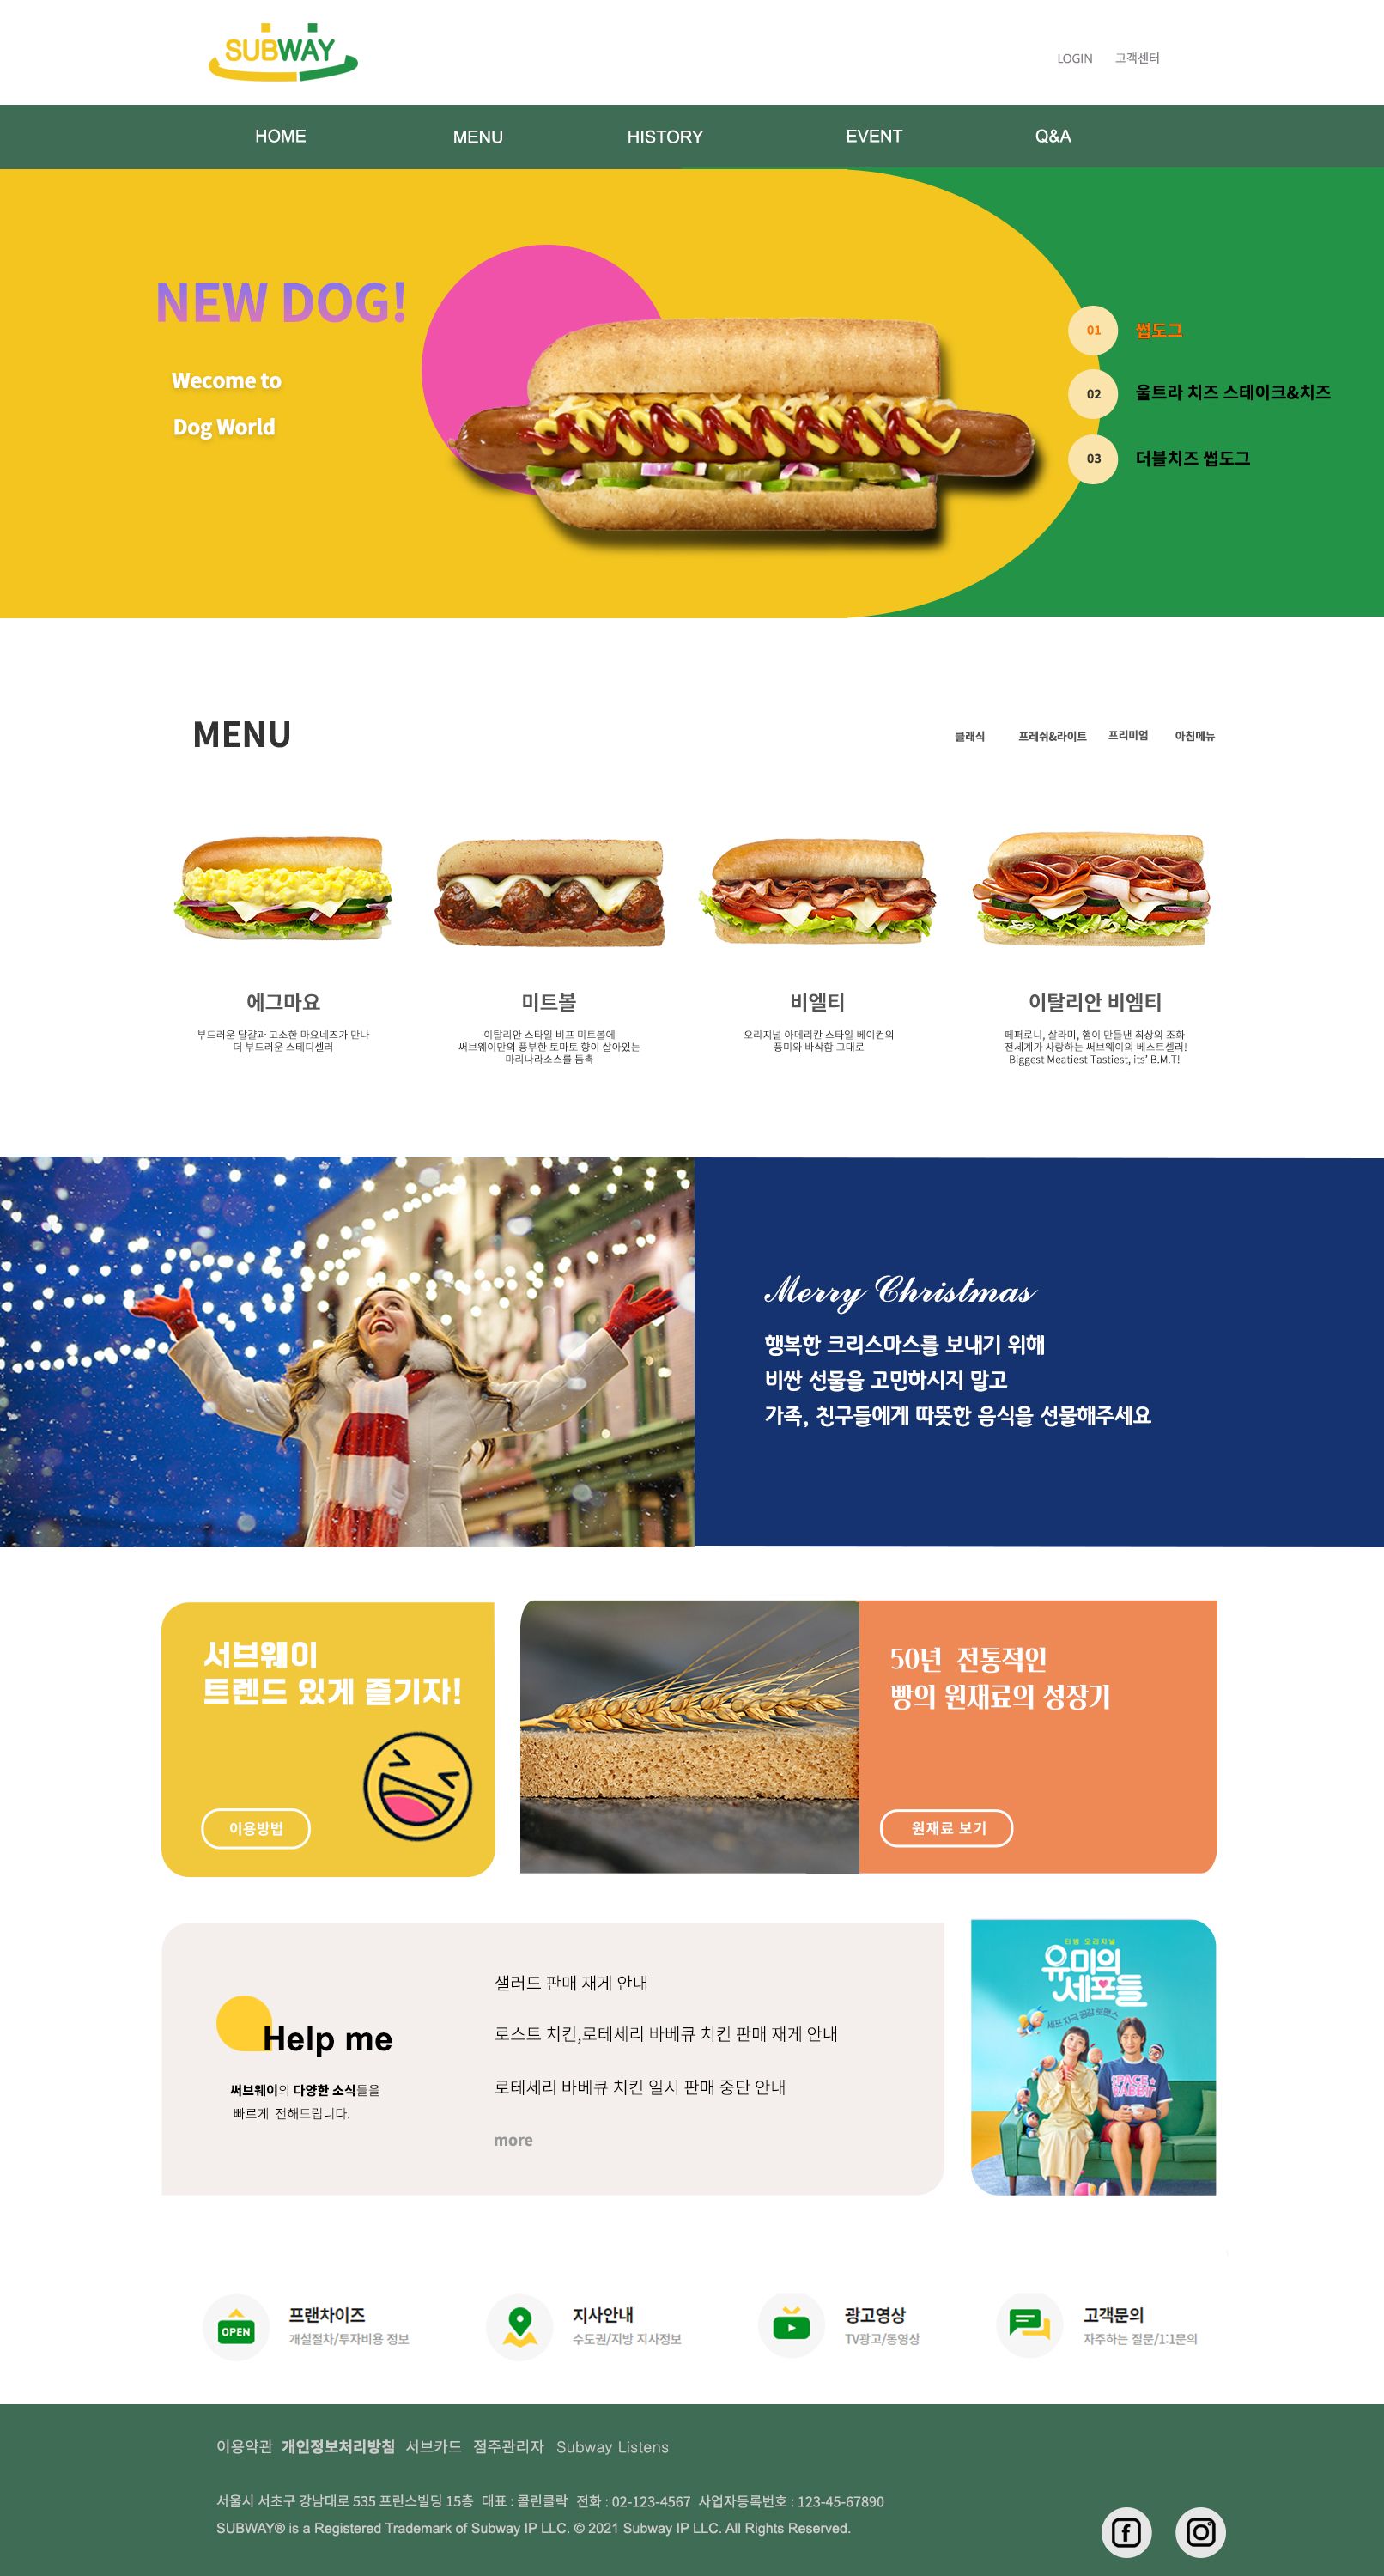 SUBWAY
LOGIN 고객센터
HOME MENU HISTORY EVENT Q&A
NEW DOG!
Wecome to
Dog World
01 썹도그
02 울트라 치즈 스테이크&치즈
03 더블치즈 썹도그
MENU
클래식 프레쉬&라이트 프리미엄 아침메뉴
에그마요
부드러운 달걀과 고소한 마요네즈가 만나
더 부드러운 스테디셀러
미트볼
이탈리안 스타일 비프 미트볼에
써브웨이만의 풍부한 토마토 향이 살아있는
마리나라소스를 듬뿍
비엘티
오리지널 아메리칸 스타일 베이컨의
풍미와 바삭함 그대로
이탈리안 비엠티
페퍼로니, 살라미, 햄이 만들낸 최상의 조화
전세계가 사랑하는 써브웨이의 베스트셀러!
Biggest Meatiest Tastiest, its' B.M.T!
Merry Christmas
행복한 크리스마스를 보내기 위해
비싼 선물을 고민하시지 말고
가족, 친구들에게 따뜻한 음식을 선물해주세요
서브웨이
트렌드 있게 즐기자!
이용방법
50년 전통적인
빵의 원재료의 성장기
원재료 보기
Help me
써브웨이의 다양한 소식들을
빠르게 전해드립니다.
샐러드 판매 재게 안내
로스트 치킨,로테세리 바베큐 치킨 판매 재게 안내
로테세리 바베큐 치킨 일시 판매 중단 안내
more
티빙 오리지널
유미의
세포들
세포 자극 공감 로맨스
SPACE
RABBIT
OPEN
프랜차이즈
개설절차/투자비용 정보
지사안내
수도권/지방 지사정보
광고영상
TV광고/동영상
고객문의
자주하는 질문/1:1문의
이용약관 개인정보처리방침 서브카드 점주관리자 Subway Listens
서울시 서초구 강남대로 535 프린스빌딩 15층 대표 : 콜린클락 전화 : 02-123-4567 사업자등록번호 : 123-45-67890
SUBWAY® is a Registered Trademark of Subway IP LLC. © 2021 Subway IP LLC. All Rights Reserved.